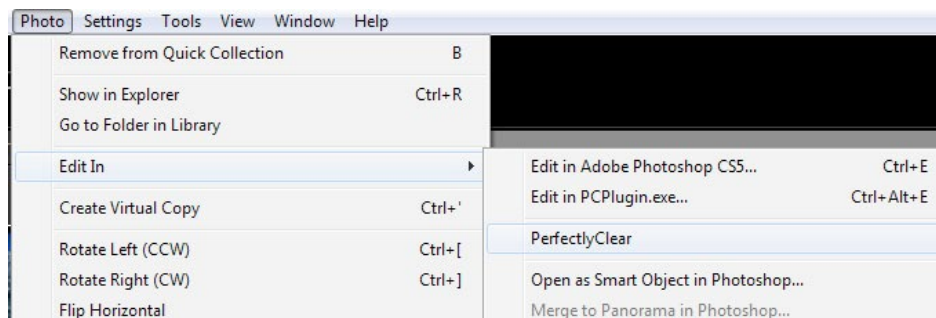 Photo Settings Tools View Window Help
Remove from Quick Collection B
Show in Explorer Ctrl+R
Go to Folder in Library
Edit In
Create Virtual Copy Ctrl+'
Rotate Left (CCW) Ctrl+[
Rotate Right (CW) Ctrl+]
Flip Horizontal
Edit in Adobe Photoshop CS5... Ctrl+E
Edit in PCPlugin.exe... Ctrl+Alt+E
PerfectlyClear
Open as Smart Object in Photoshop...
Merge to Panorama in Photoshop...